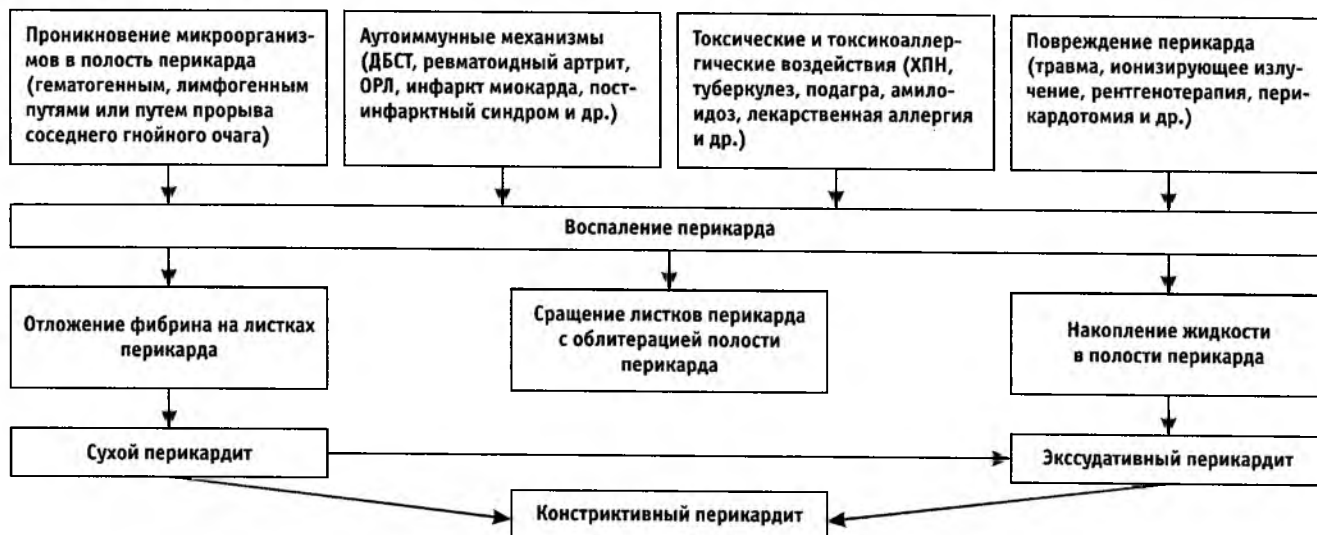 Проникновение микроорганиз-
мов в полость перикарда
(гематогенным, лимфогенным
путями или путем прорыва
соседнего гнойного очага)
Аутоиммунные механизмы
(ДБСТ, ревматоидный артрит,
ОРЛ, инфаркт миокарда, пост-
инфарктный синдром и др.)
Токсические и токсикоаллер-
гические воздействия (ХПН,
туберкулез, подагра, амило-
идоз, лекарственная аллергия
и др.)
Повреждение перикарда
(травма, ионизирующее излу-
чение, рентгенотерапия, пери-
кардотомия и др.)
Воспаление перикарда
Отложение фибрина на листках
перикарда
Сращение листков перикарда
с облитерацией полости
перикарда
Накопление жидкости
в полости перикарда
Сухой перикардит
Экссудативный перикардит
Констриктивный перикардит